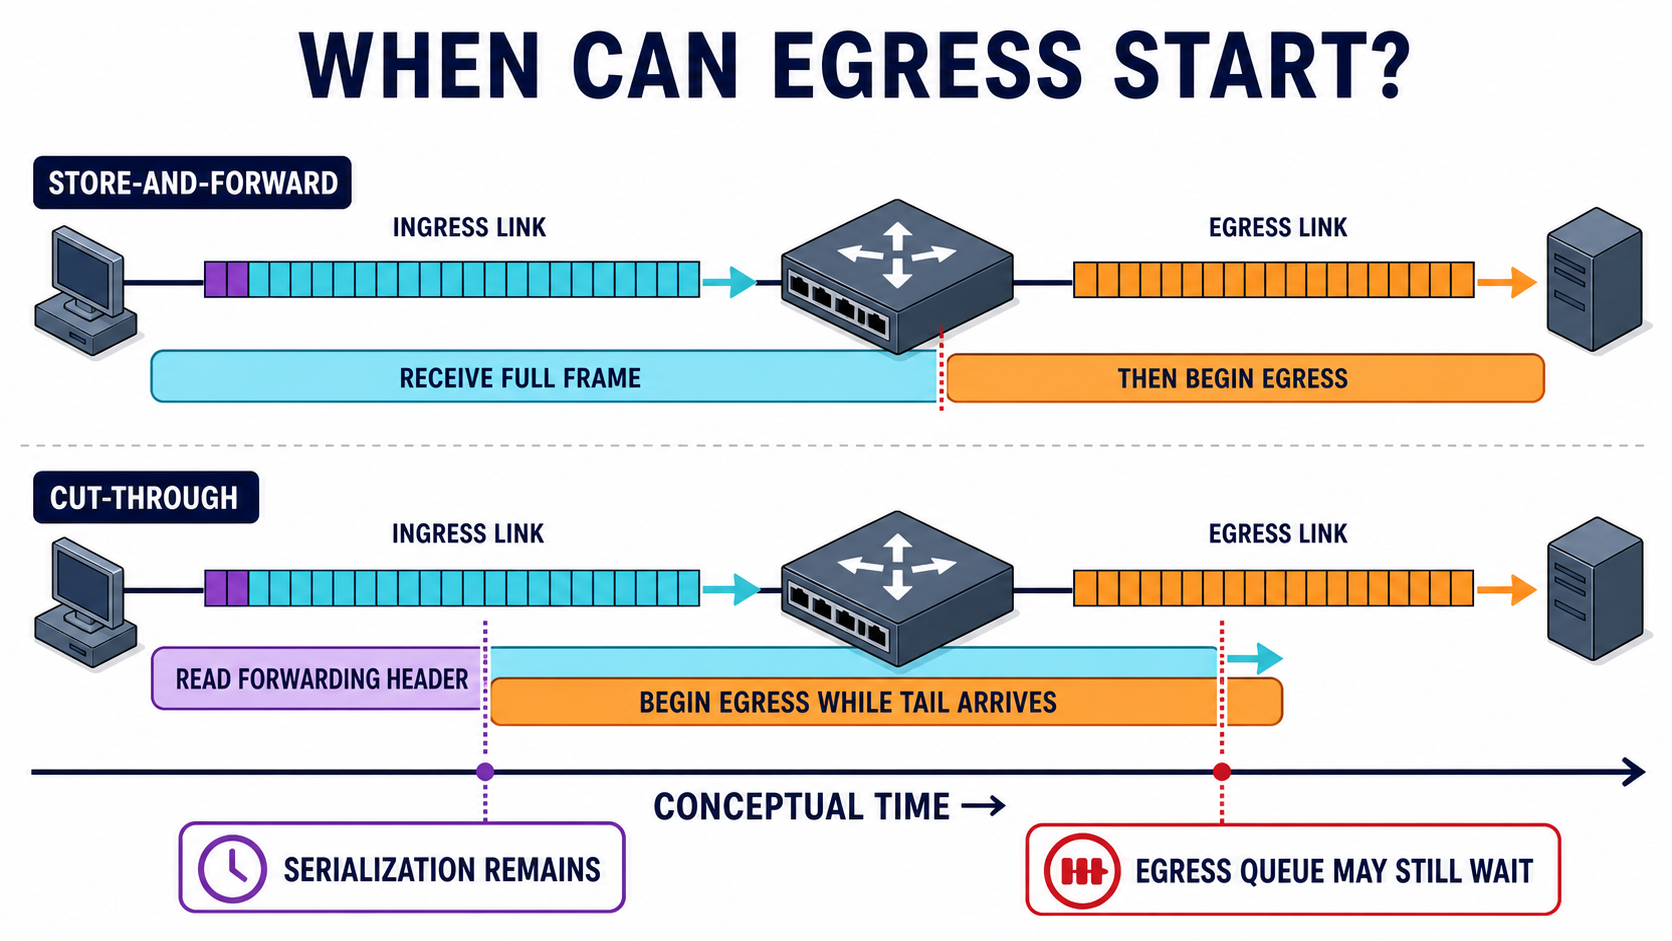 WHEN CAN EGRESS START?
STORE-AND-FORWARD
INGRESS LINK
EGRESS LINK
RECEIVE FULL FRAME
THEN BEGIN EGRESS
CUT-THROUGH
INGRESS LINK
EGRESS LINK
READ FORWARDING HEADER
BEGIN EGRESS WHILE TAIL ARRIVES
CONCEPTUAL TIME →
SERIALIZATION REMAINS
EGRESS QUEUE MAY STILL WAIT